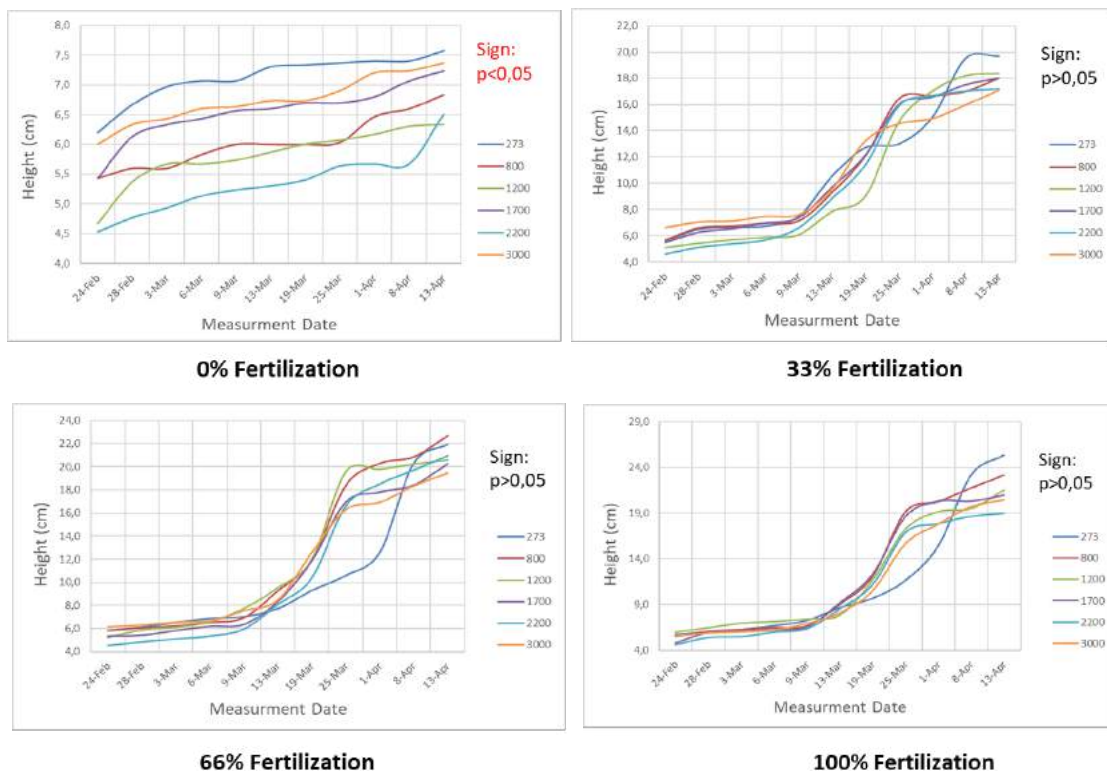 8,0
7,5
7,0
6,5
6,0
5,5
5,0
4,5
4,0
Height (cm)
24-Feb
28-Feb
3-Mar
6-Mar
9-Mar
13-Mar
19-Mar
25-Mar
1-Apr
8-Apr
13-Apr
Measurment Date
Sign:
p<0,05
273
800
1200
1700
2200
3000
0% Fertilization
22,0
20,0
18,0
16,0
14,0
12,0
10,0
8,0
6,0
4,0
Height (cm)
24-Feb
28-Feb
3-Mar
6-Mar
9-Mar
13-Mar
19-Mar
25-Mar
1-Apr
8-Apr
13-Apr
Measurment Date
Sign:
p>0,05
273
800
1200
1700
2200
3000
33% Fertilization
24,0
22,0
20,0
18,0
16,0
14,0
12,0
10,0
8,0
6,0
4,0
Height (cm)
24-Feb
28-Feb
3-Mar
6-Mar
9-Mar
13-Mar
19-Mar
25-Mar
1-Apr
8-Apr
13-Apr
Measurment Date
Sign:
p>0,05
273
800
1200
1700
2200
3000
66% Fertilization
29,0
24,0
19,0
14,0
9,0
4,0
Height (cm)
24-Feb
28-Feb
3-Mar
6-Mar
9-Mar
13-Mar
19-Mar
25-Mar
1-Apr
8-Apr
13-Apr
Measurment Date
Sign:
p>0,05
273
800
1200
1700
2200
3000
100% Fertilization